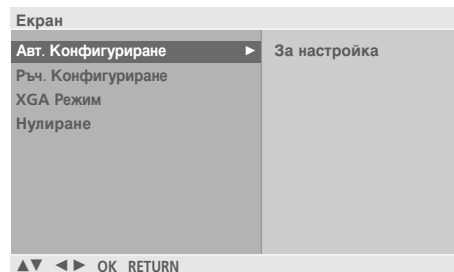 Екран
Авт. Конфигуриране ► За настройка
Ръч. Конфигуриране
XGA Режим
Нулиране
▲▼ ◄► OK RETURN